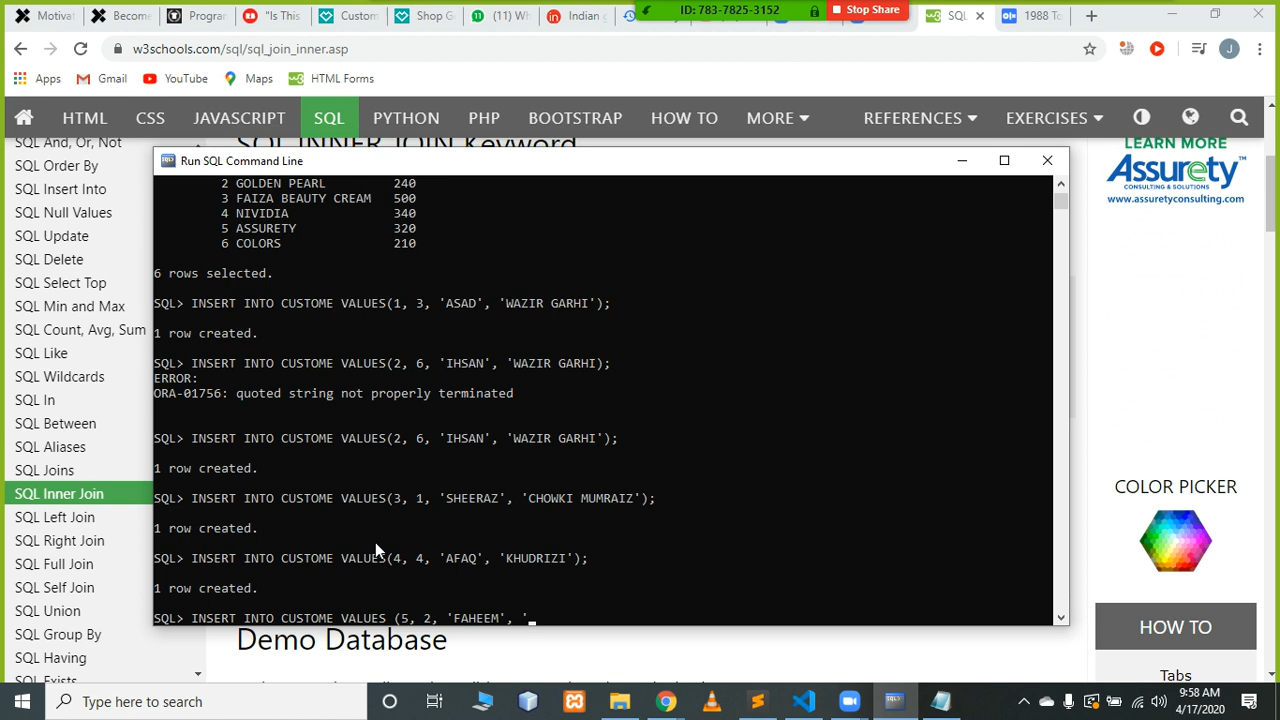 Motivat
Become
Progran
"Is This
Custom
Shop G
(11) Wh
Indian g
ID: 783-7825-3152
Stop Share
SQL
1988 To
w3schools.com/sql/sql_join_inner.asp
J
Apps
Gmail
YouTube
Maps
HTML Forms
HTML
CSS
JAVASCRIPT
SQL
PYTHON
PHP
BOOTSTRAP
HOW TO
MORE
REFERENCES
EXERCISES
SQL And, Or, Not
SQL Order By
SQL Insert Into
SQL Null Values
SQL Update
SQL Delete
SQL Select Top
SQL Min and Max
SQL Count, Avg, Sum
SQL Like
SQL Wildcards
SQL In
SQL Between
SQL Aliases
SQL Joins
SQL Inner Join
SQL Left Join
SQL Right Join
SQL Full Join
SQL Self Join
SQL Union
SQL Group By
SQL Having
SQL Exists
SQL INNER JOIN Keyword
Run SQL Command Line
2 GOLDEN PEARL 240
3 FAIZA BEAUTY CREAM 500
4 NIVIDIA 340
5 ASSURETY 320
6 COLORS 210
6 rows selected.
SQL> INSERT INTO CUSTOME VALUES(1, 3, 'ASAD', 'WAZIR GARHI');
1 row created.
SQL> INSERT INTO CUSTOME VALUES(2, 6, 'IHSAN', 'WAZIR GARHI);
ERROR:
ORA-01756: quoted string not properly terminated
SQL> INSERT INTO CUSTOME VALUES(2, 6, 'IHSAN', 'WAZIR GARHI');
1 row created.
SQL> INSERT INTO CUSTOME VALUES(3, 1, 'SHEERAZ', 'CHOWKI MUMRAIZ');
1 row created.
SQL> INSERT INTO CUSTOME VALUES(4, 4, 'AFAQ', 'KHUDRIZI');
1 row created.
SQL> INSERT INTO CUSTOME VALUES (5, 2, 'FAHEEM', '
Demo Database
LEARN MORE
Assurety
CONSULTING & SOLUTIONS
www.assuretyconsulting.com
COLOR PICKER
HOW TO
Tabs
Type here to search
9:58 AM
4/17/2020